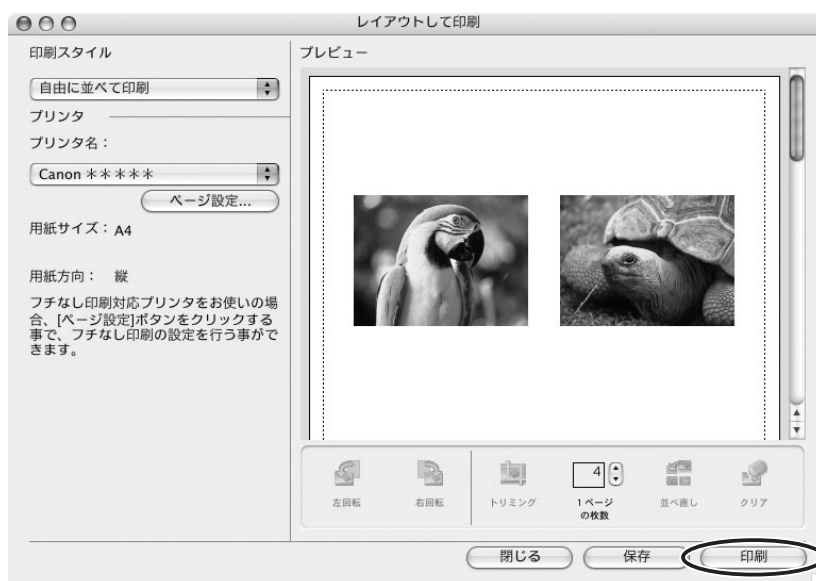 レイアウトして印刷
印刷スタイル
自由に並べて印刷
プリンタ
プリンタ名：
Canon ＊＊＊＊＊
ページ設定...
用紙サイズ： A4
用紙方向： 縦
フチなし印刷対応プリンタをお使いの場
合、[ページ設定]ボタンをクリックする
事で、フチなし印刷の設定を行う事がで
きます。
プレビュー
左回転
右回転
トリミング
4
1 ページ
の枚数
並べ直し
クリア
閉じる
保存
印刷